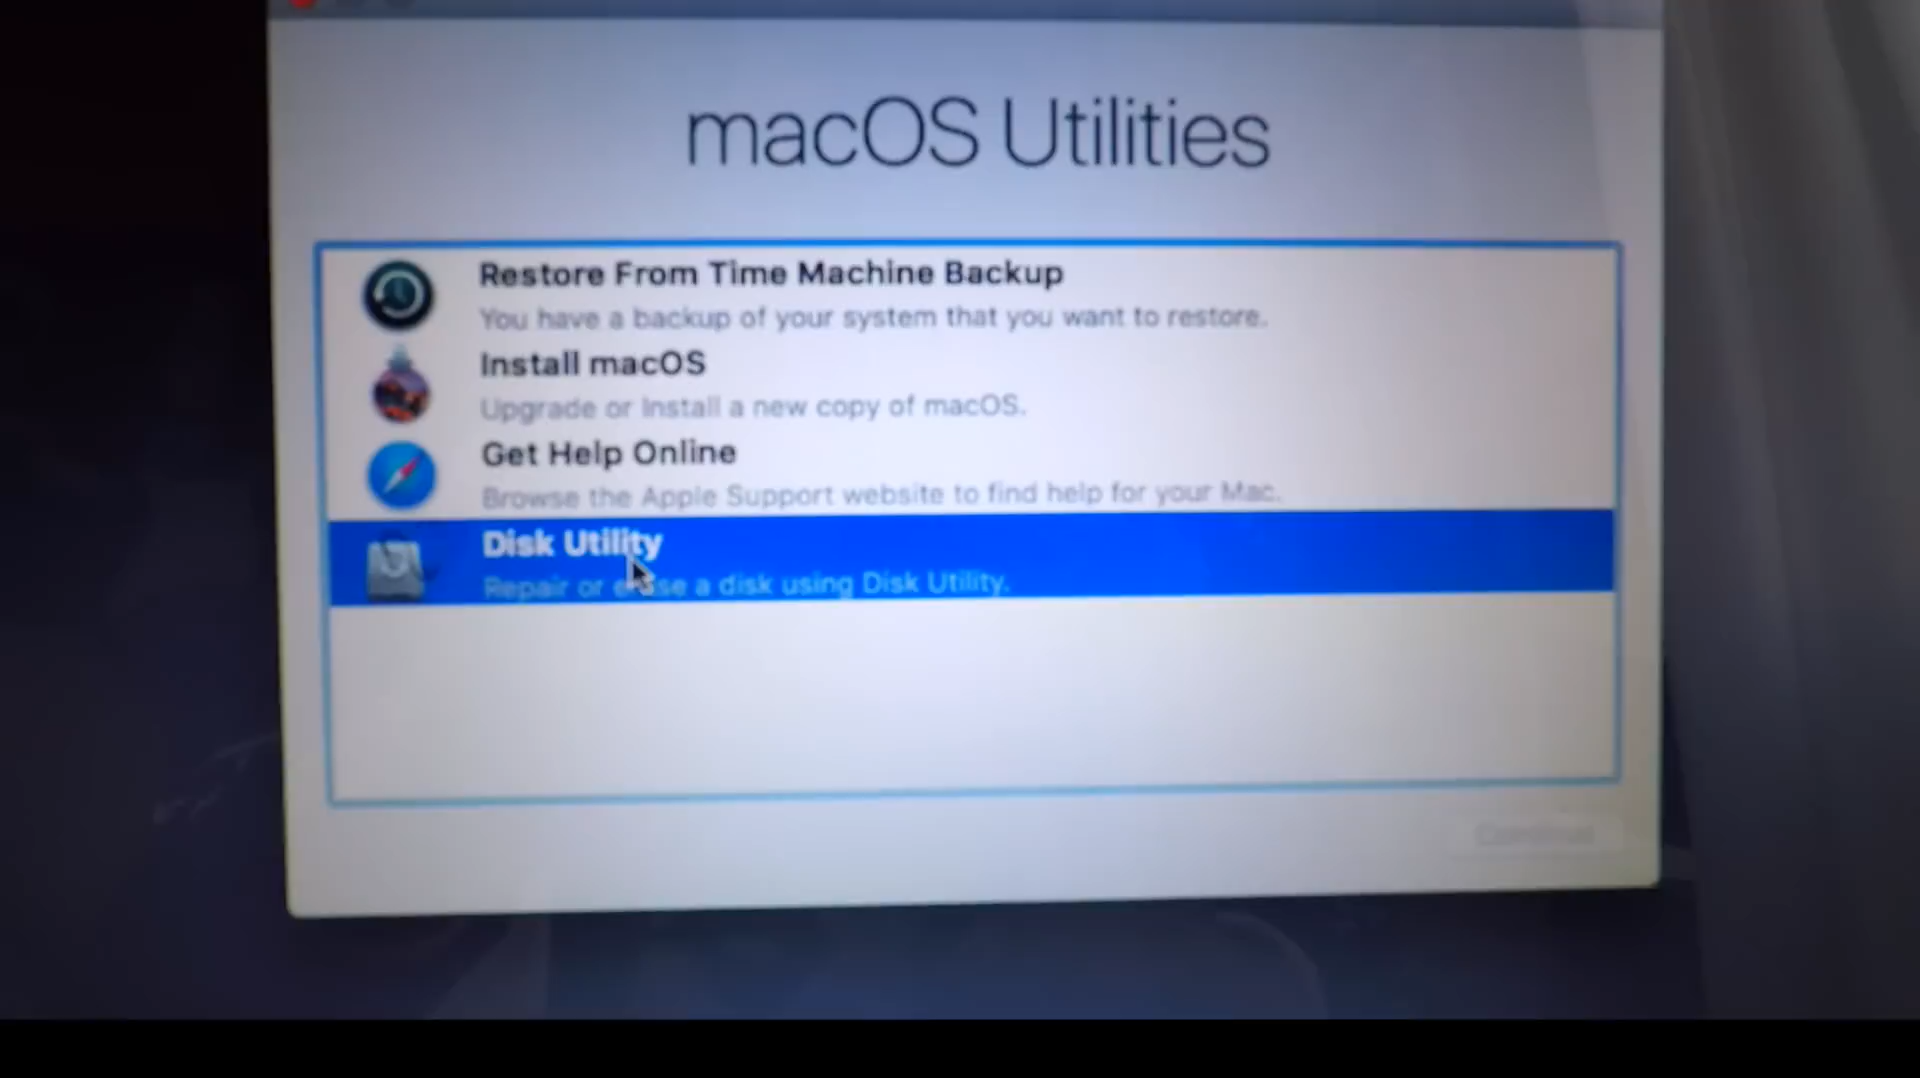 macOS Utilities
Restore From Time Machine Backup
You have a backup of your system that you want to restore.
Install macOS
Upgrade or Install a new copy of macOS.
Get Help Online
Browse the Apple Support website to find help for your Mac.
Disk Utility
Repair or erase a disk using Disk Utility.
Continue